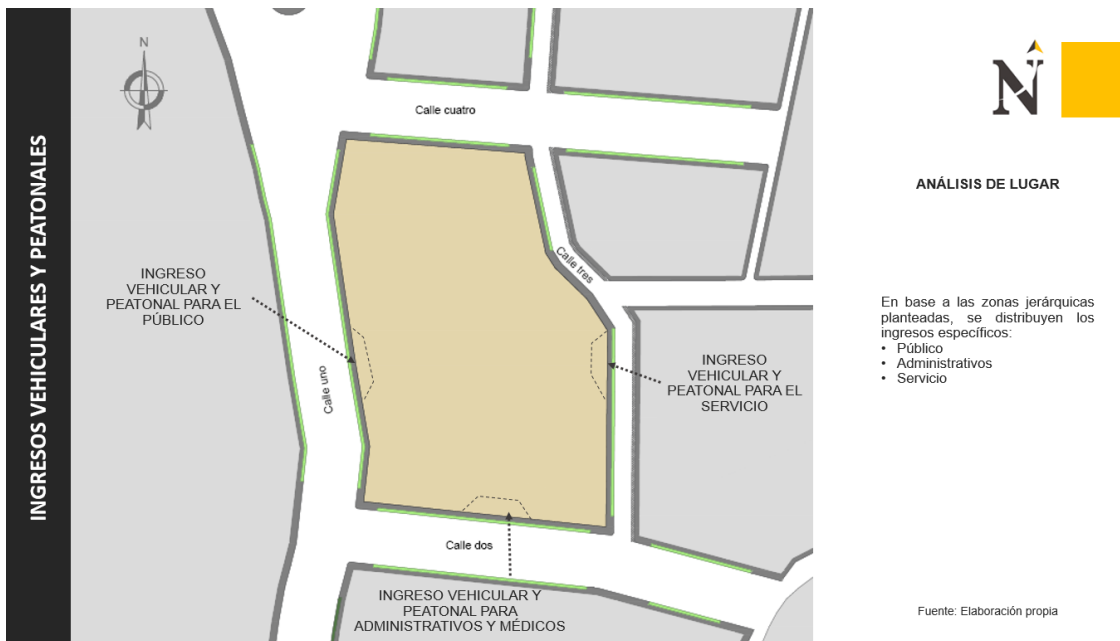 INGRESOS VEHICULARES Y PEATONALES
N
Calle cuatro
Calle tres
INGRESO
VEHICULAR Y
PEATONAL PARA EL
PÚBLICO
Calle uno
INGRESO
VEHICULAR Y
PEATONAL PARA EL
SERVICIO
Calle dos
INGRESO VEHICULAR Y
PEATONAL PARA
ADMINISTRATIVOS Y MÉDICOS
N
ANÁLISIS DE LUGAR
En base a las zonas jerárquicas
planteadas, se distribuyen los
ingresos específicos:
• Público
• Administrativos
• Servicio
Fuente: Elaboración propia